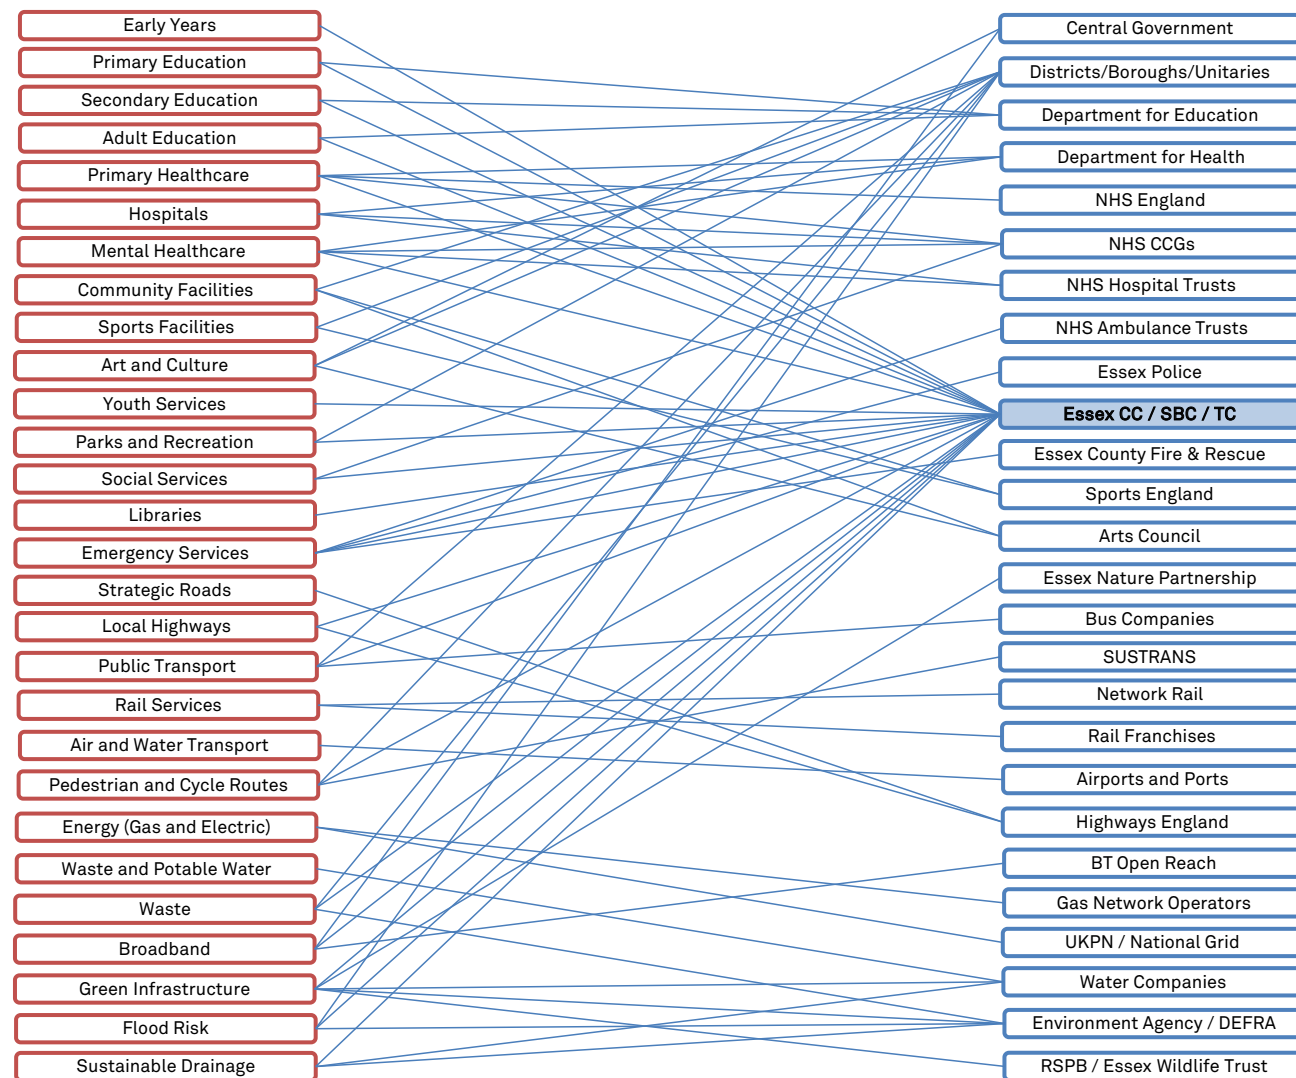 Early Years
Primary Education
Secondary Education
Adult Education
Primary Healthcare
Hospitals
Mental Healthcare
Community Facilities
Sports Facilities
Art and Culture
Youth Services
Parks and Recreation
Social Services
Libraries
Emergency Services
Strategic Roads
Local Highways
Public Transport
Rail Services
Air and Water Transport
Pedestrian and Cycle Routes
Energy (Gas and Electric)
Waste and Potable Water
Waste
Broadband
Green Infrastructure
Flood Risk
Sustainable Drainage
Central Government
Districts/Boroughs/Unitaries
Department for Education
Department for Health
NHS England
NHS CCGs
NHS Hospital Trusts
NHS Ambulance Trusts
Essex Police
Essex CC / SBC / TC
Essex County Fire & Rescue
Sports England
Arts Council
Essex Nature Partnership
Bus Companies
SUSTRANS
Network Rail
Rail Franchises
Airports and Ports
Highways England
BT Open Reach
Gas Network Operators
UKPN / National Grid
Water Companies
Environment Agency / DEFRA
RSPB / Essex Wildlife Trust